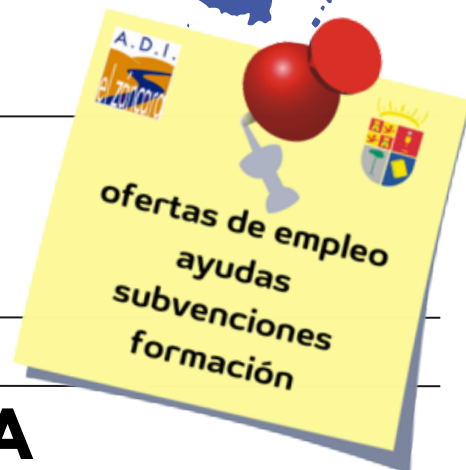 A.D.I.
el zancara
ofertas de empleo
ayudas
subvenciones
formación
A